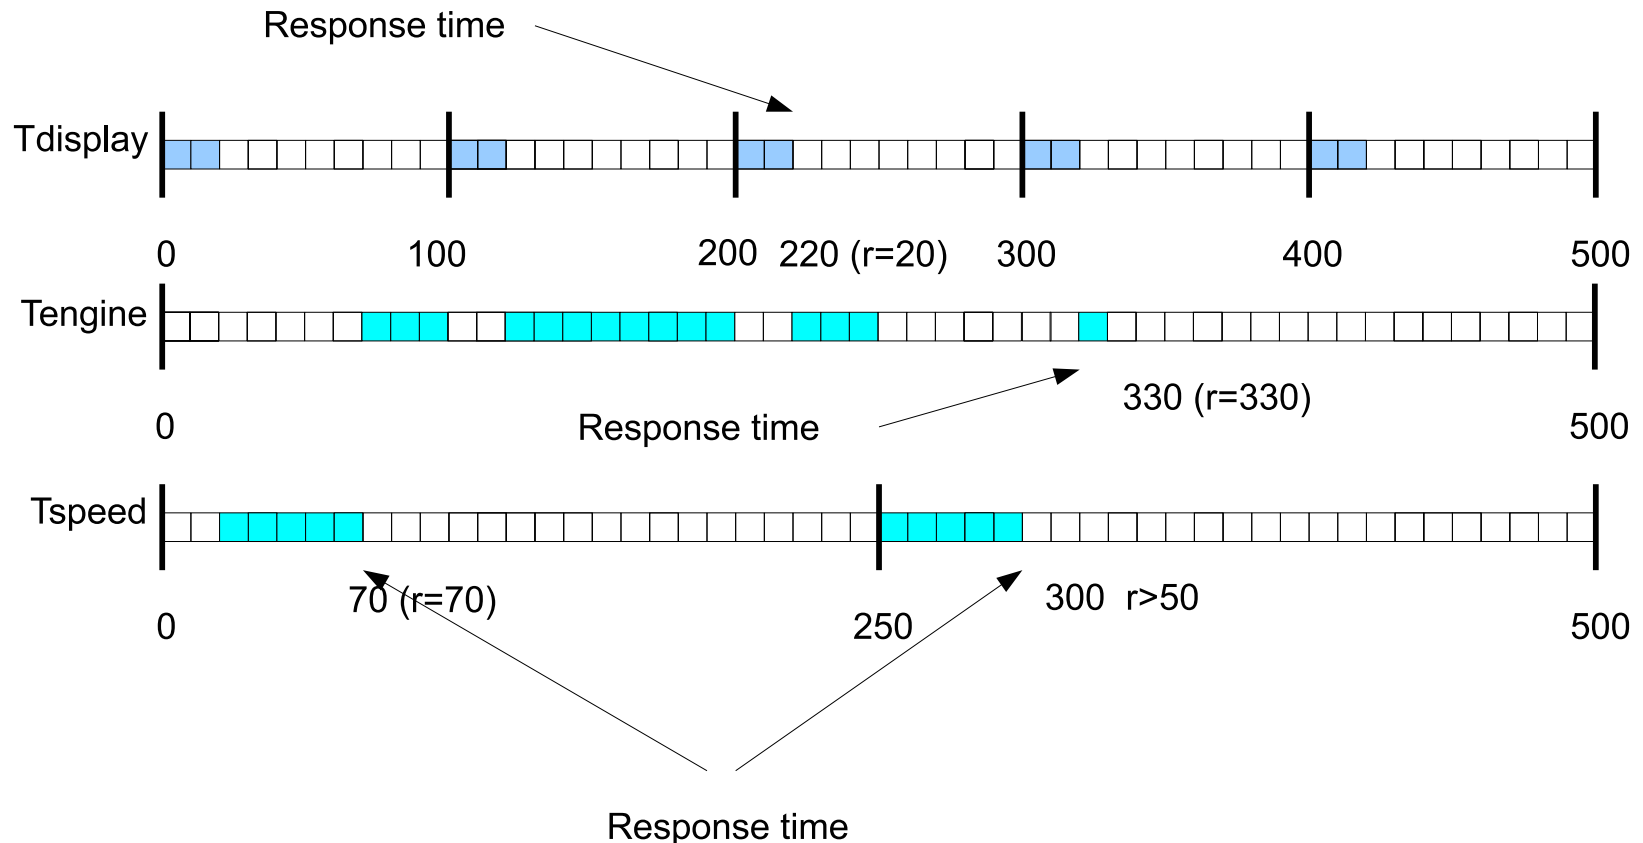 Response time
Tdisplay
0 100 200 220 (r=20) 300 400 500
Tengine
330 (r=330)
0 Response time 500
Tspeed
70 (r=70) 300 r>50
0 250 500
Response time